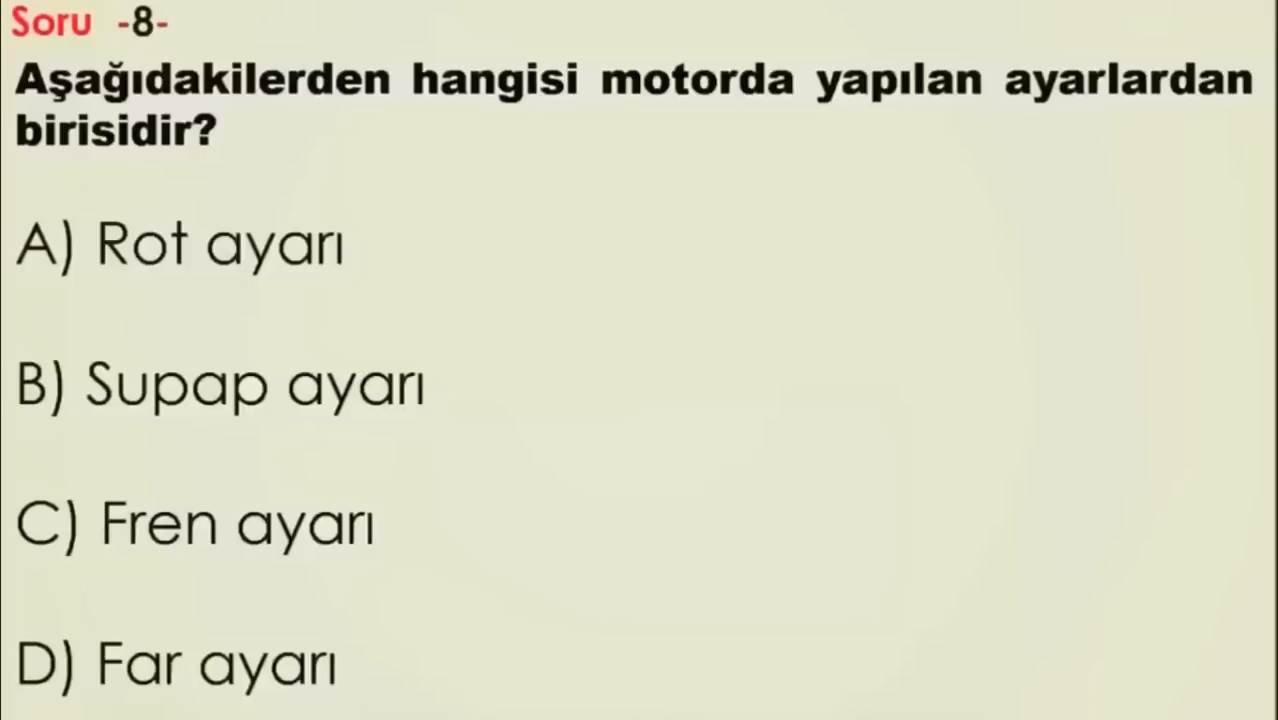 Soru -8-
Aşağıdakilerden hangisi motorda yapılan ayarlardan
birisidir?
A) Rot ayarı
B) Supap ayarı
C) Fren ayarı
D) Far ayarı